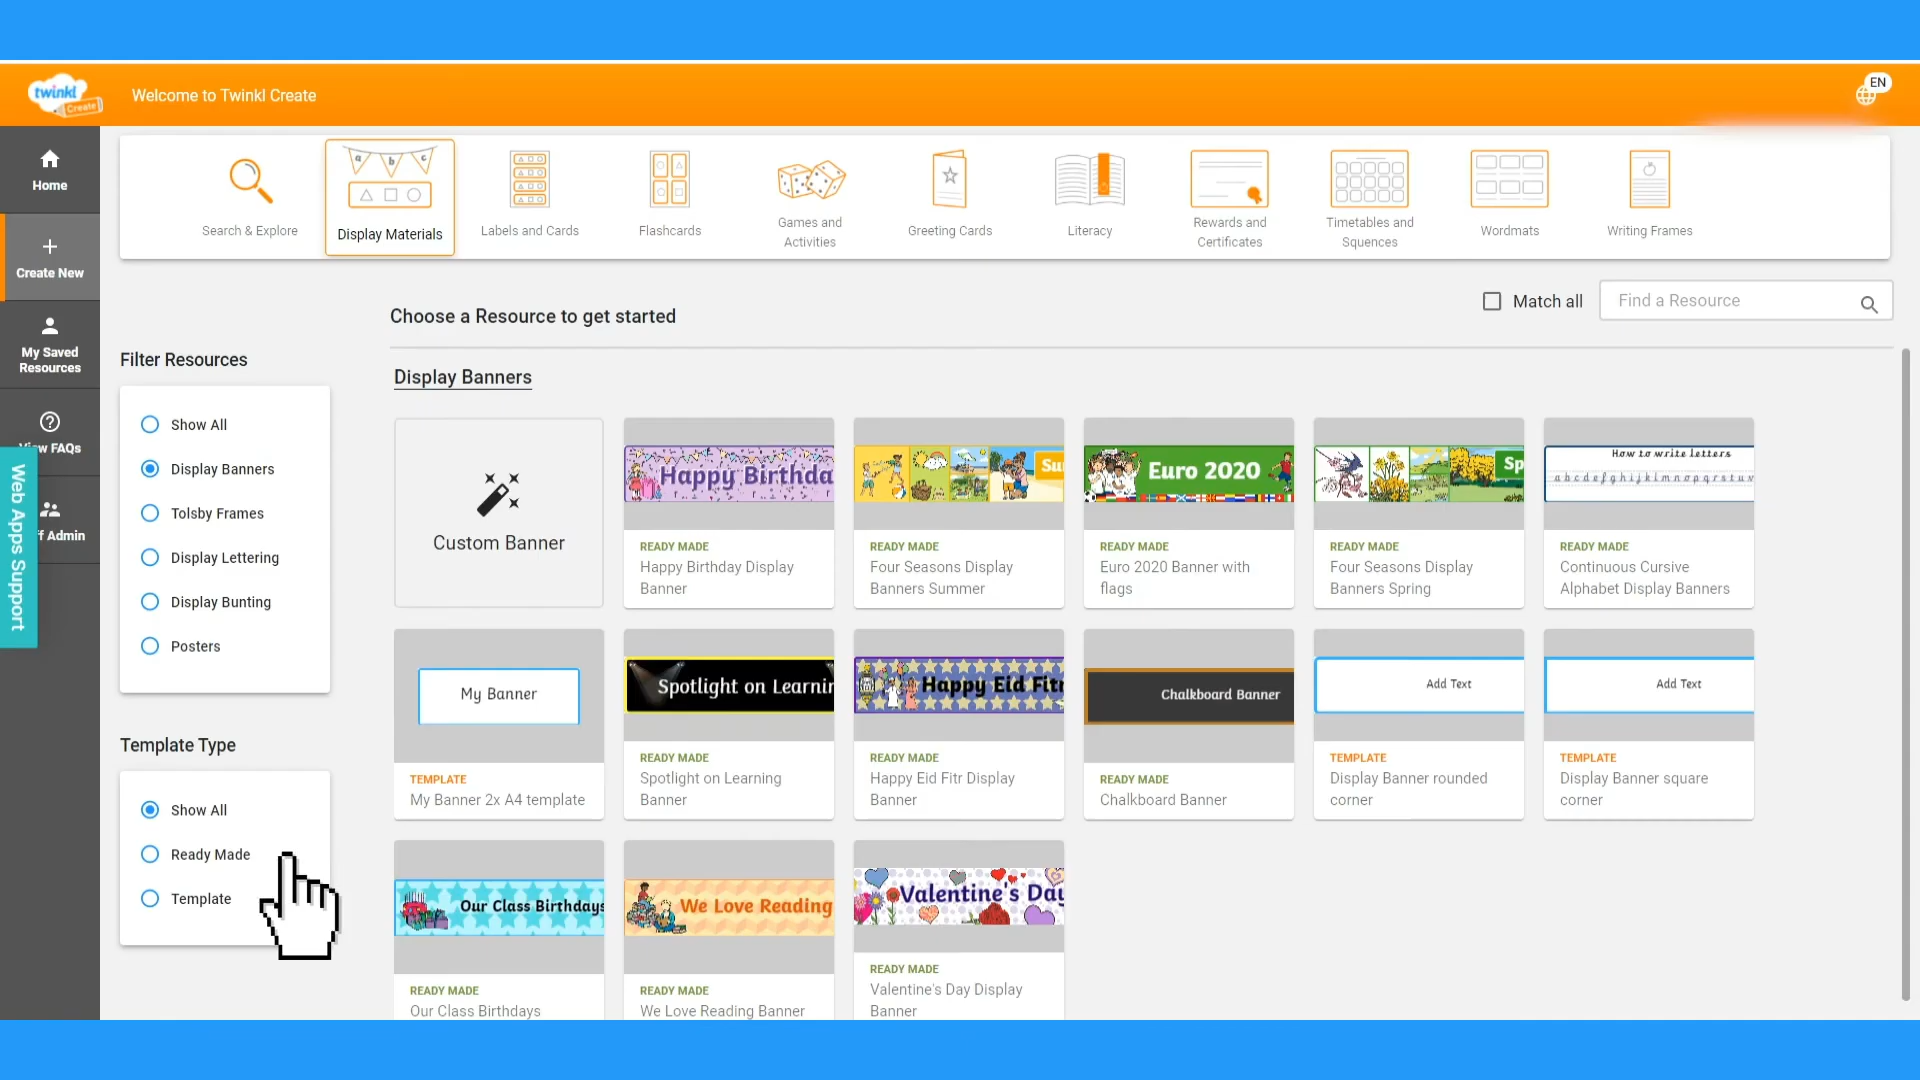 twinkl
Create
Welcome to Twinkl Create
EN
Home
Create New
My Saved
Resources
View FAQs
ff Admin
Web Apps Support
a b c
Search & Explore
Display Materials
Labels and Cards
Flashcards
Games and
Activities
Greeting Cards
Literacy
Rewards and
Certificates
Timetables and
Squences
Wordmats
Writing Frames
Choose a Resource to get started
Match all
Find a Resource
Filter Resources
Show All
Display Banners
Tolsby Frames
Display Lettering
Display Bunting
Posters
Template Type
Show All
Ready Made
Template
Display Banners
Custom Banner
Happy Birthda
READY MADE
Happy Birthday Display
Banner
Su
READY MADE
Four Seasons Display
Banners Summer
Euro 2020
READY MADE
Euro 2020 Banner with
flags
Sp
READY MADE
Four Seasons Display
Banners Spring
How to write letters
a b c d e f g h i j k l m n o p q r s t u v
READY MADE
Continuous Cursive
Alphabet Display Banners
My Banner
TEMPLATE
My Banner 2x A4 template
Spotlight on Learnin
READY MADE
Spotlight on Learning
Banner
Happy Eid Fitr
READY MADE
Happy Eid Fitr Display
Banner
Chalkboard Banner
READY MADE
Chalkboard Banner
Add Text
TEMPLATE
Display Banner rounded
corner
Add Text
TEMPLATE
Display Banner square
corner
Our Class Birthdays
READY MADE
Our Class Birthdays
We Love Reading
READY MADE
We Love Reading Banner
Valentine's Day
READY MADE
Valentine's Day Display
Banner